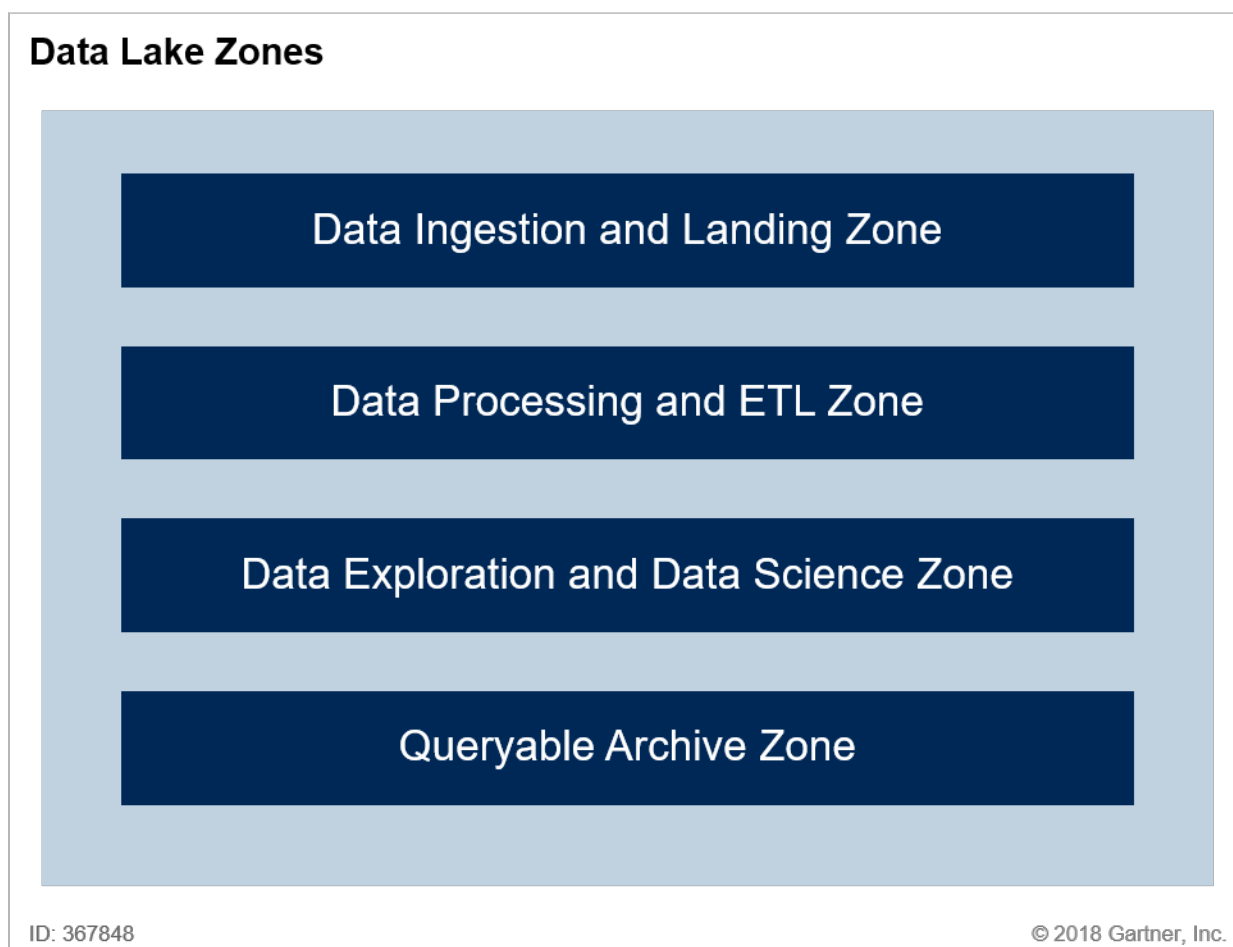 Data Lake Zones
Data Ingestion and Landing Zone
Data Processing and ETL Zone
Data Exploration and Data Science Zone
Queryable Archive Zone
ID: 367848
© 2018 Gartner, Inc.